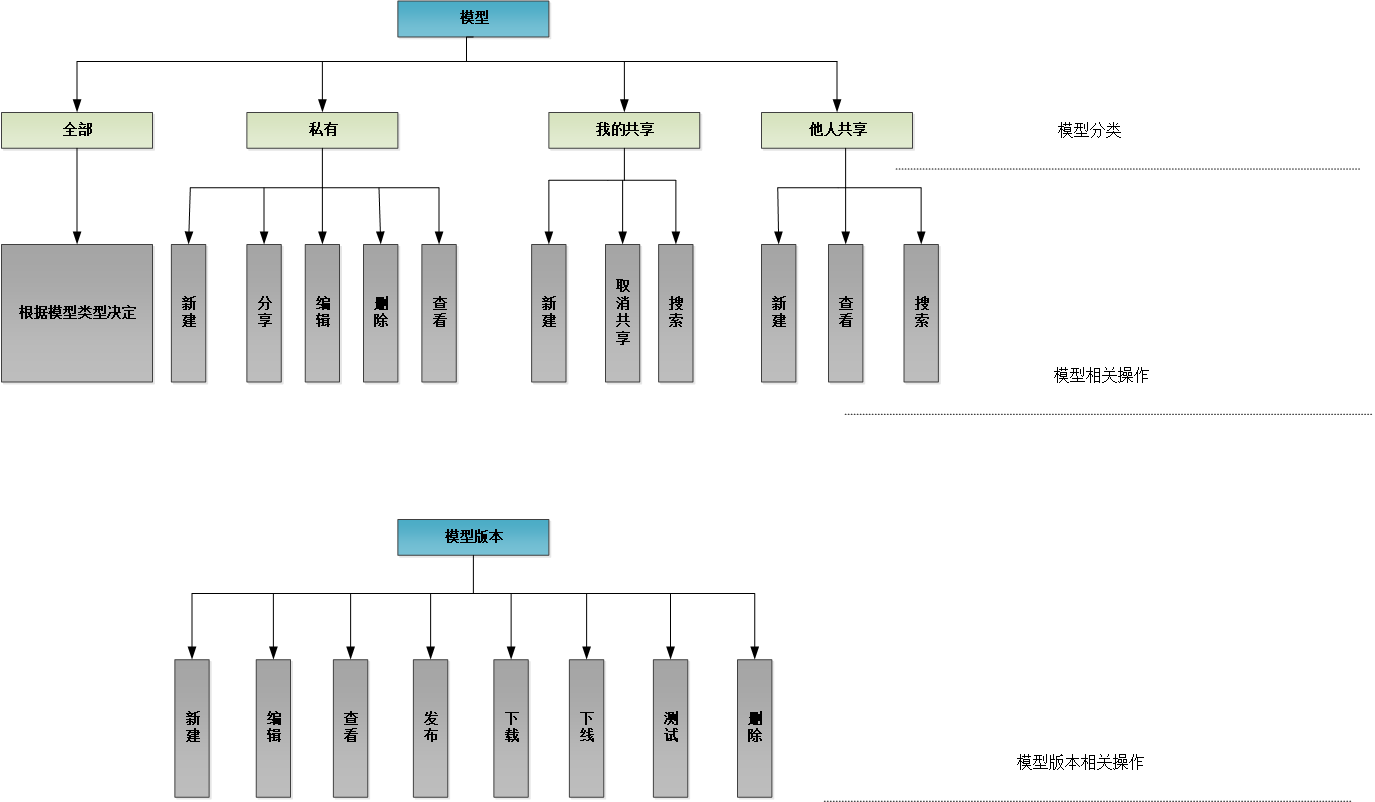 模型
全部
私有
我的共享
他人共享
模型分类
根据模型类型决定
新建
分享
编辑
删除
查看
新建
取消共享
搜索
新建
查看
搜索
模型相关操作
模型版本
新建
编辑
查看
发布
下载
下线
测试
删除
模型版本相关操作